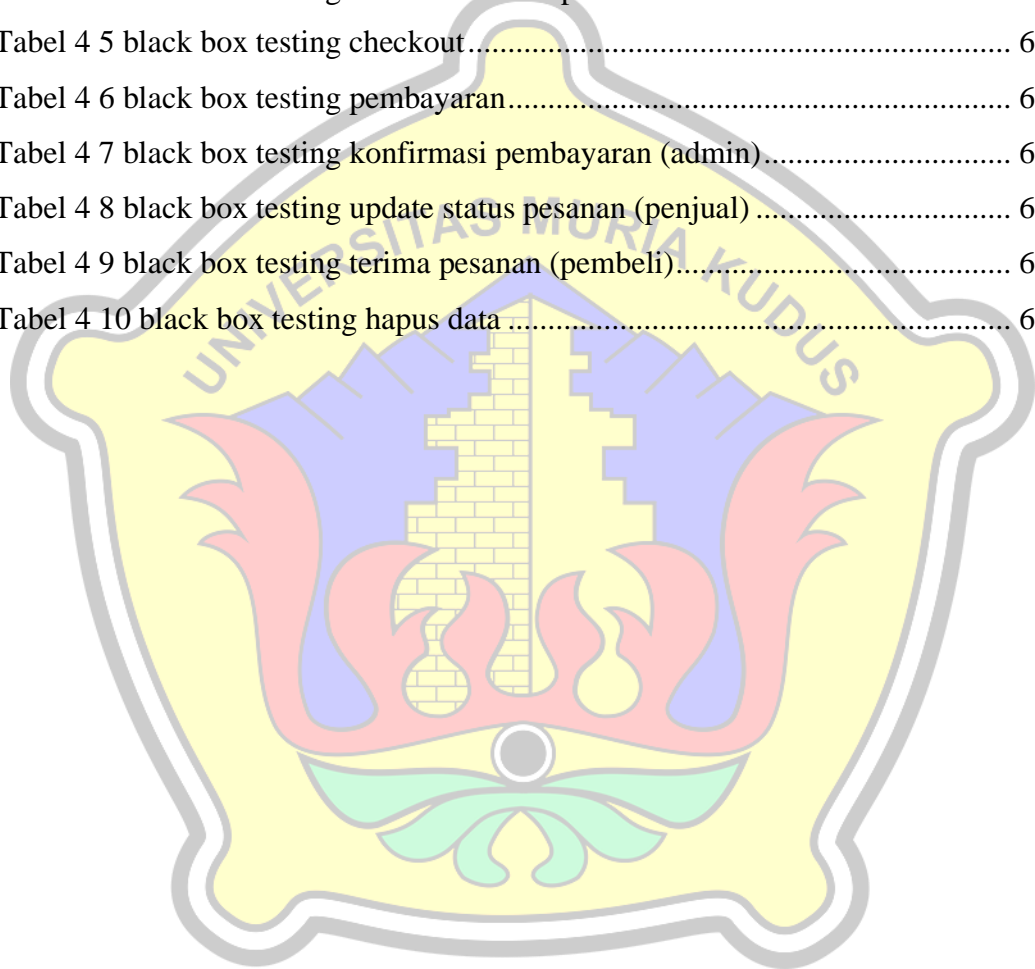 Tabel 4 5 black box testing checkout.......................................................................... 6
Tabel 4 6 black box testing pembayaran................................................................... 6
Tabel 4 7 black box testing konfirmasi pembayaran (admin)................................. 6
Tabel 4 8 black box testing update status pesanan (penjual) .................................. 6
Tabel 4 9 black box testing terima pesanan (pembeli)............................................. 6
Tabel 4 10 black box testing hapus data ................................................................... 6
UNIVERSITAS MURIA KUDUS